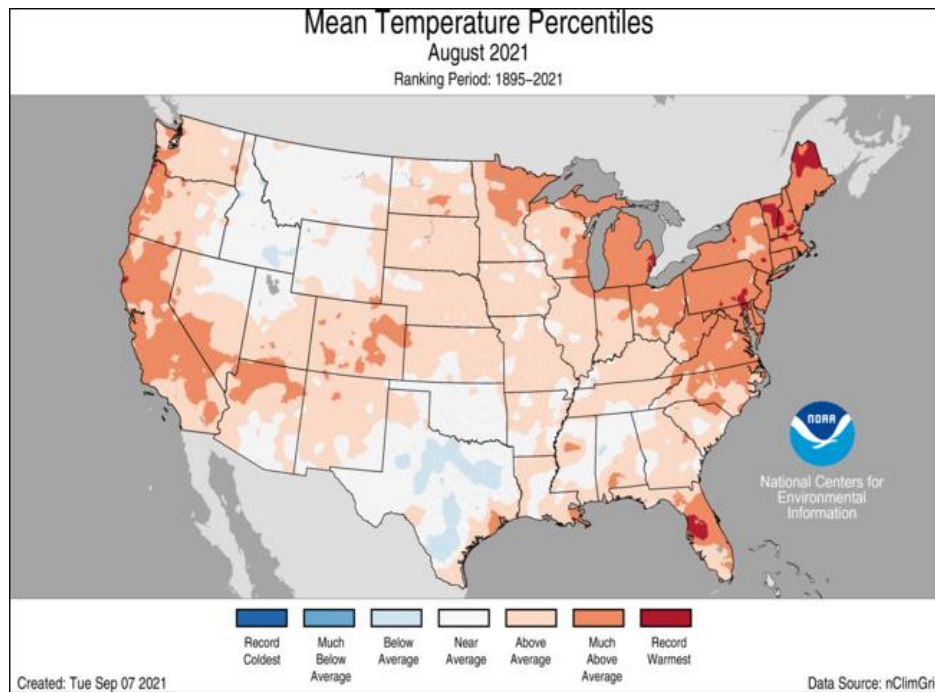 Mean Temperature Percentiles
August 2021
Ranking Period: 1895–2021
NOAA
National Centers for
Environmental
Information
Record
Coldest
Much
Below
Average
Below
Average
Near
Average
Above
Average
Much
Above
Average
Record
Warmest
Created: Tue Sep 07 2021
Data Source: nClimGri